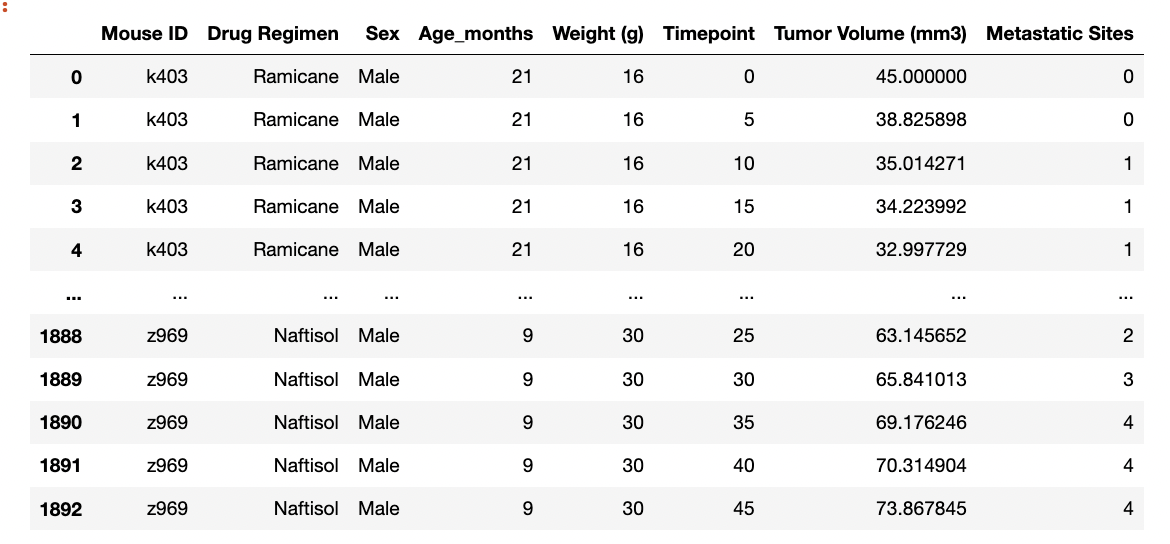 Mouse ID Drug Regimen Sex Age_months Weight (g) Timepoint Tumor Volume (mm3) Metastatic Sites
0 k403 Ramicane Male 21 16 0 45.000000 0
1 k403 Ramicane Male 21 16 5 38.825898 0
2 k403 Ramicane Male 21 16 10 35.014271 1
3 k403 Ramicane Male 21 16 15 34.223992 1
4 k403 Ramicane Male 21 16 20 32.997729 1
... ... ... ... ... ... ... ... ...
1888 z969 Naftisol Male 9 30 25 63.145652 2
1889 z969 Naftisol Male 9 30 30 65.841013 3
1890 z969 Naftisol Male 9 30 35 69.176246 4
1891 z969 Naftisol Male 9 30 40 70.314904 4
1892 z969 Naftisol Male 9 30 45 73.867845 4